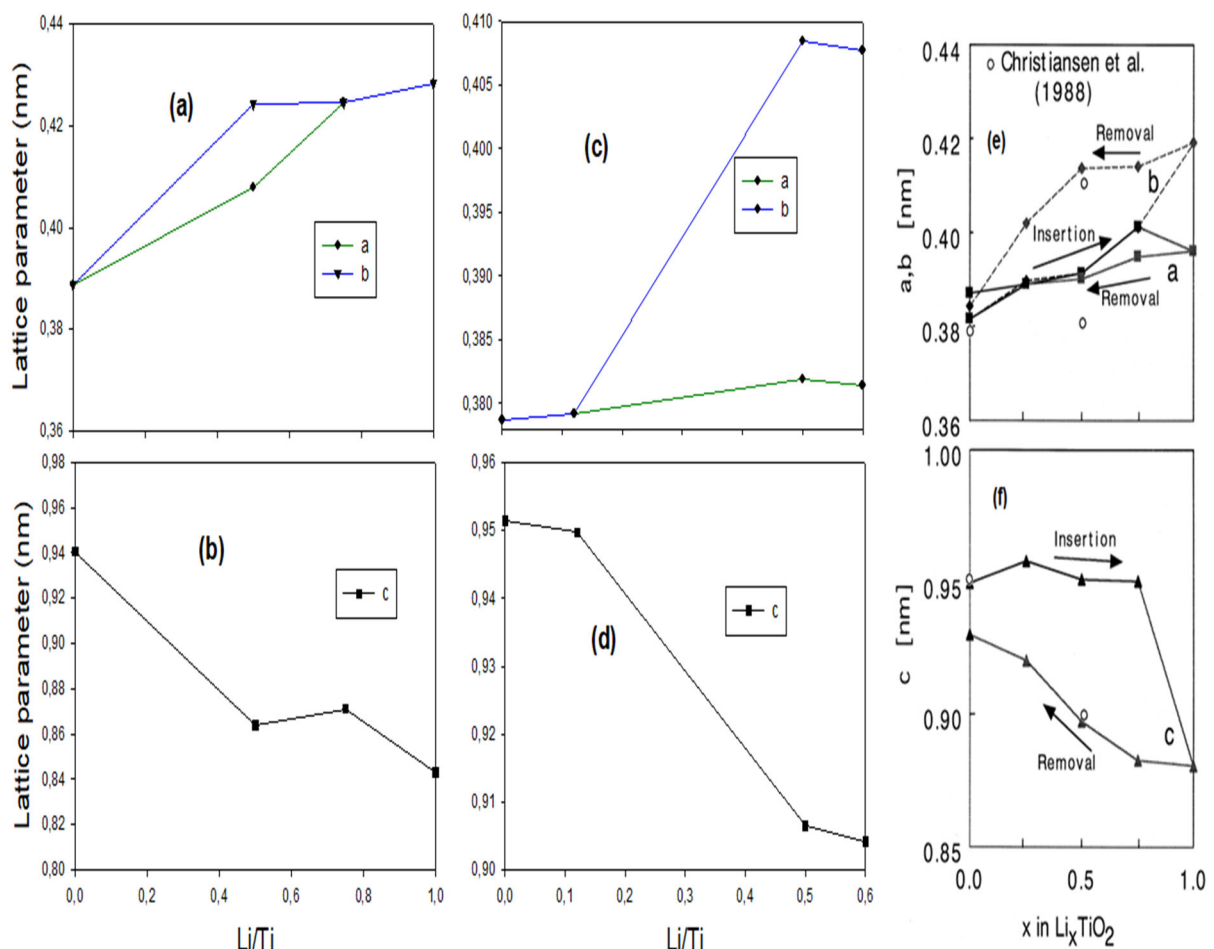 Lattice parameter (nm)
0,44
0,42
0,40
0,38
0,36
(a)
a
b
0,410
0,405
0,400
0,395
0,390
0,385
0,380
(c)
a
b
0.44
0.42
0.40
0.38
0.36
a,b [nm]
Christiansen et al.
(1988)
(e)
Removal
b
Insertion
a
Removal
Lattice parameter (nm)
0,98
0,96
0,94
0,92
0,90
0,88
0,86
0,84
0,82
0,80
(b)
c
0,0 0,2 0,4 0,6 0,8 1,0
Li/Ti
0,96
0,95
0,94
0,93
0,92
0,91
0,90
(d)
c
0,0 0,1 0,2 0,3 0,4 0,5 0,6
Li/Ti
1.00
0.95
0.90
0.85
c [nm]
(f)
Insertion
c
Removal
0.0 0.5 1.0
x in LixTiO2